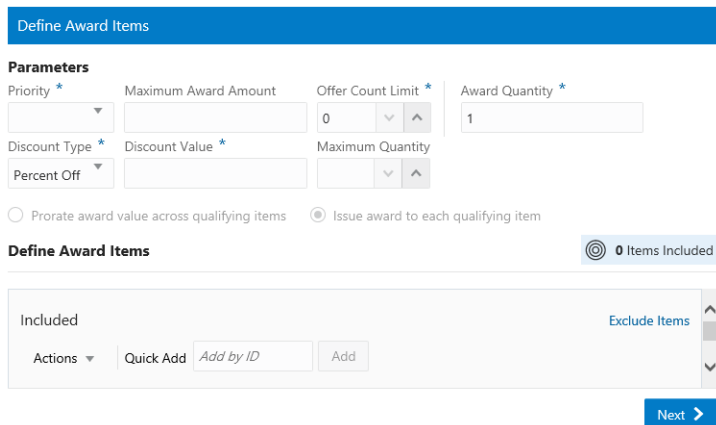 Define Award Items
Parameters
Priority * Maximum Award Amount Offer Count Limit * Award Quantity *
0 1
Discount Type * Discount Value * Maximum Quantity
Percent Off
Prorate award value across qualifying items Issue award to each qualifying item
Define Award Items 0 Items Included
Included Exclude Items
Actions Quick Add Add by ID Add
Next